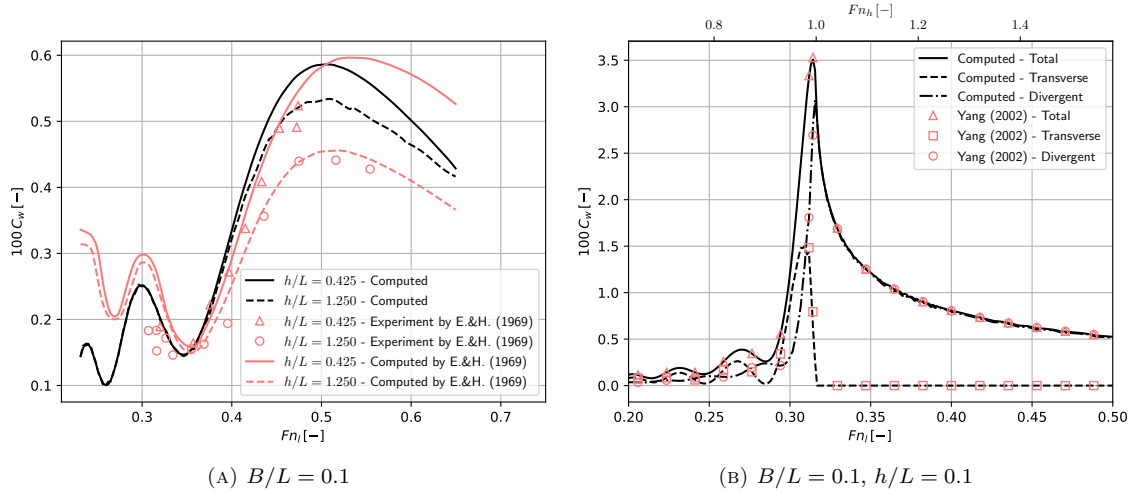 0.6
0.5
0.4
0.3
0.2
0.1
100 C_w [−]
0.3 0.4 0.5 0.6 0.7
Fn_l [−]
h/L = 0.425 - Computed
h/L = 1.250 - Computed
h/L = 0.425 - Experiment by E.&H. (1969)
h/L = 1.250 - Experiment by E.&H. (1969)
h/L = 0.425 - Computed by E.&H. (1969)
h/L = 1.250 - Computed by E.&H. (1969)
(A) B/L = 0.1
Fn_h [−]
0.8 1.0 1.2 1.4
3.5
3.0
2.5
2.0
1.5
1.0
0.5
0.0
100 C_w [−]
Computed - Total
Computed - Transverse
Computed - Divergent
Yang (2002) - Total
Yang (2002) - Transverse
Yang (2002) - Divergent
0.20 0.25 0.30 0.35 0.40 0.45 0.50
Fn_l [−]
(B) B/L = 0.1, h/L = 0.1